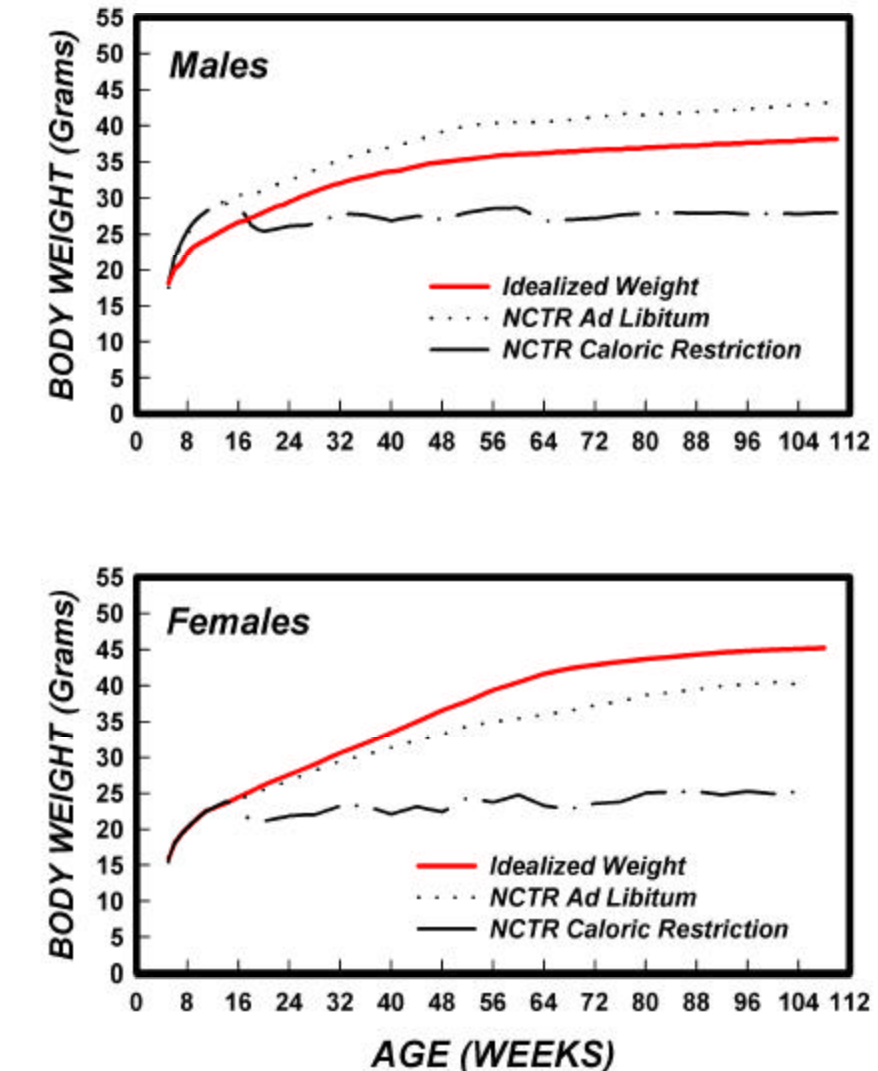 BODY WEIGHT (Grams)
55
50
45
40
35
30
25
20
15
10
5
0
Males
Idealized Weight
NCTR Ad Libitum
NCTR Caloric Restriction
0 8 16 24 32 40 48 56 64 72 80 88 96 104 112
BODY WEIGHT (Grams)
55
50
45
40
35
30
25
20
15
10
5
0
Females
Idealized Weight
NCTR Ad Libitum
NCTR Caloric Restriction
0 8 16 24 32 40 48 56 64 72 80 88 96 104 112
AGE (WEEKS)